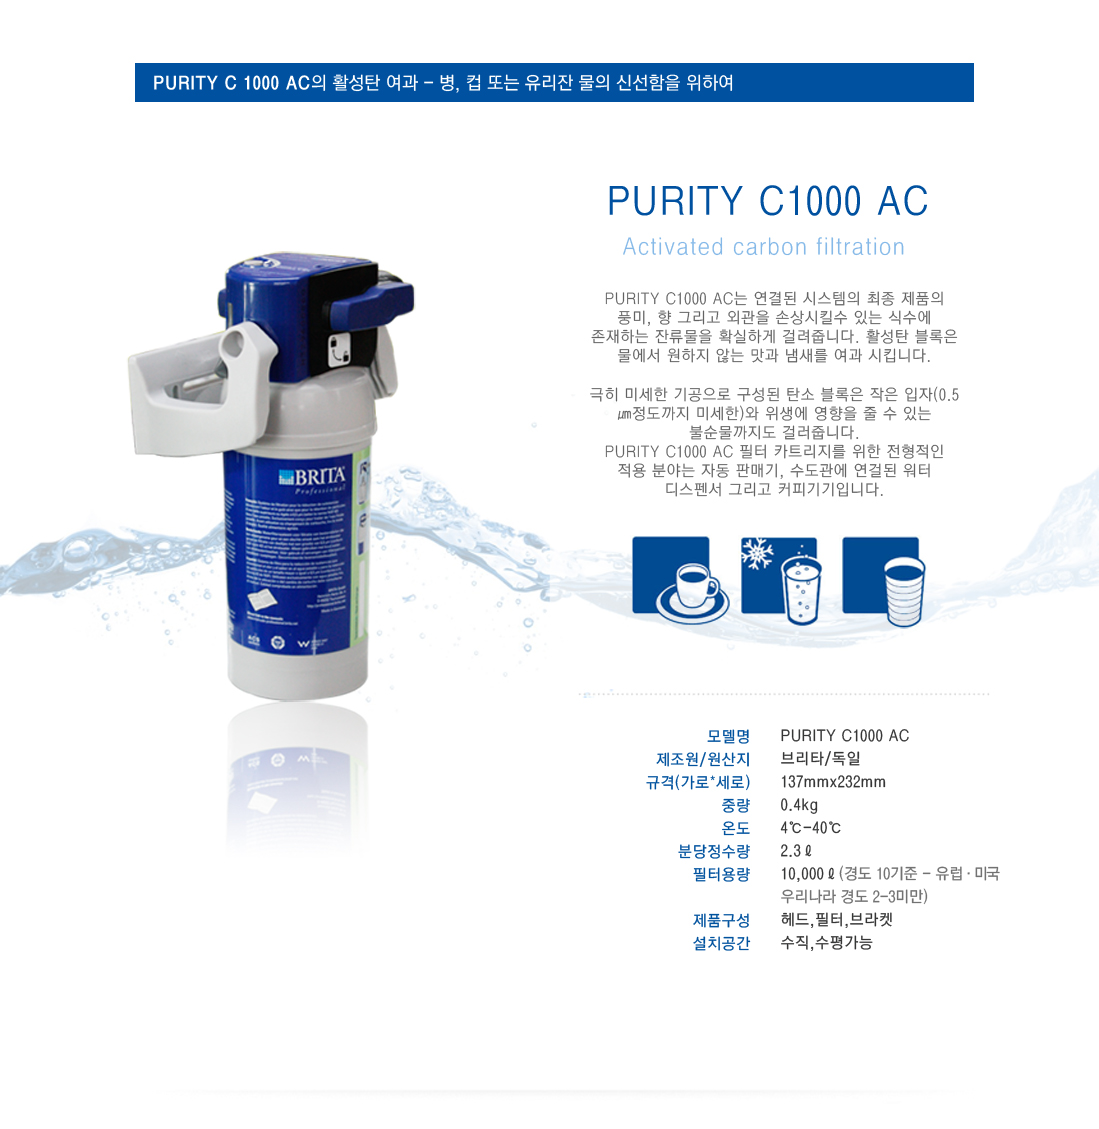 PURITY C 1000 AC의 활성탄 여과 - 병, 컵 또는 유리잔 물의 신선함을 위하여
PURITY C1000 AC
Activated carbon filtration
PURITY C1000 AC는 연결된 시스템의 최종 제품의
풍미, 향 그리고 외관을 손상시킬수 있는 식수에
존재하는 잔류물을 확실하게 걸려줍니다. 활성탄 블록은
물에서 원하지 않는 맛과 냄새를 여과 시킵니다.
극히 미세한 기공으로 구성된 탄소 블록은 작은 입자(0.5
㎛정도까지 미세한)와 위생에 영향을 줄 수 있는
불순물까지도 걸러줍니다.
PURITY C1000 AC 필터 카트리지를 위한 전형적인
적용 분야는 자동 판매기, 수도관에 연걸된 워터
디스펜서 그리고 커피기기입니다.
BRITA
Professional
모델명 PURITY C1000 AC
제조원/원산지 브리타/독일
규격(가로*세로) 137mmx232mm
중량 0.4kg
온도 4℃-40℃
분당정수량 2.3ℓ
필터용량 10,000ℓ(경도 10기준 - 유럽·미국
우리나라 경도 2-3미만)
제품구성 헤드,필터,브라켓
설치공간 수직,수평가능